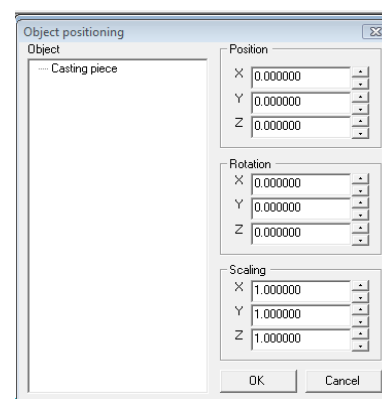 Object positioning
Object
Casting piece
Position
X 0.000000
Y 0.000000
Z 0.000000
Rotation
X 0.000000
Y 0.000000
Z 0.000000
Scaling
X 1.000000
Y 1.000000
Z 1.000000
OK Cancel